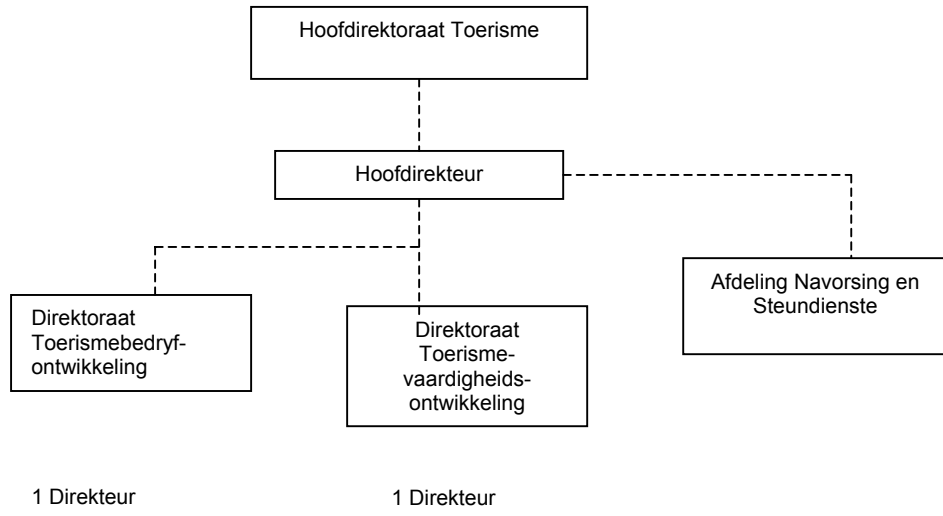 Hoofdirektoraat Toerisme
Hoofdirekteur
Direktoraat
Toerismebedryf-
ontwikkeling
Direktoraat
Toerisme-
vaardigheids-
ontwikkeling
Afdeling Navorsing en
Steundienste
1 Direkteur
1 Direkteur